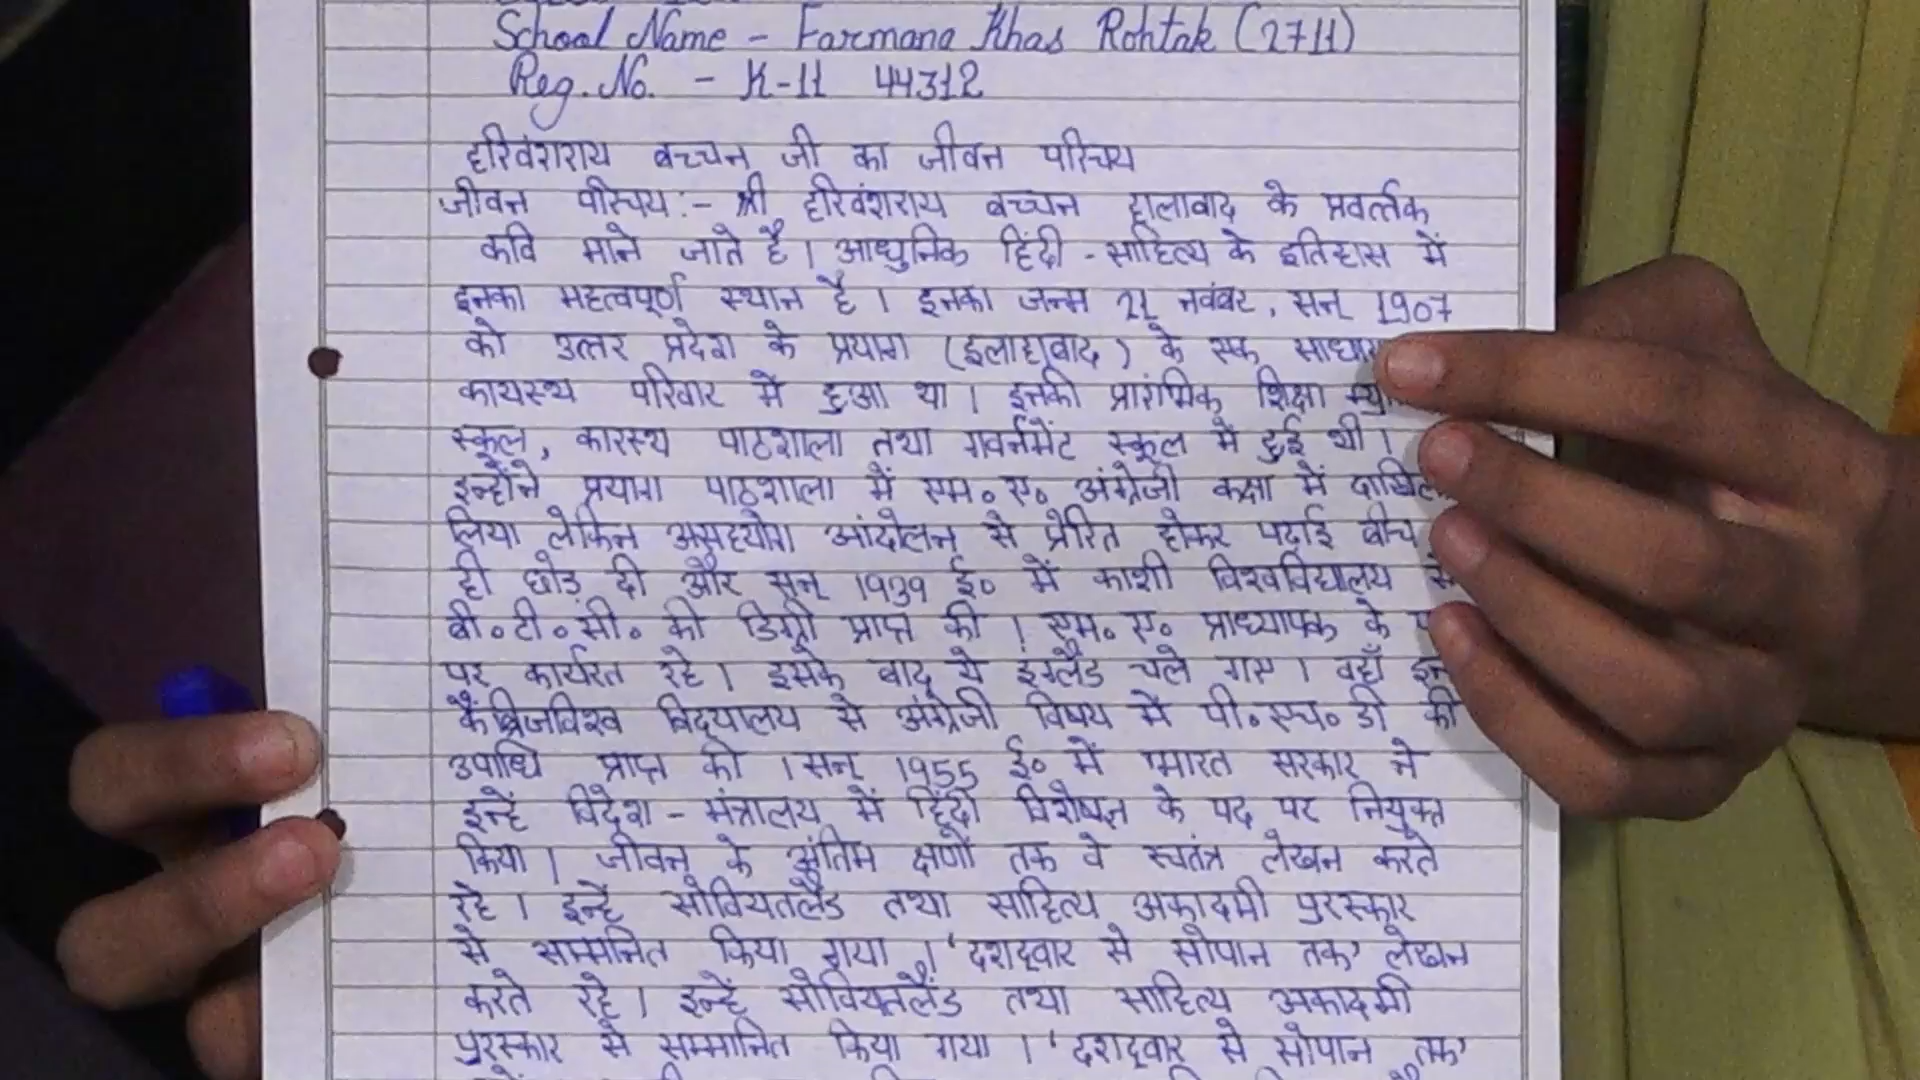 School Name - Farmana Khas Rohtak (2711)
Reg. No. - K-11 44312
हरिवंशराय बच्चन जी का जीवन परिचय
जीवन परिचय :- श्री हरिवंशराय बच्चन हालावाद के प्रवर्त्तक
कवि माने जाते है । आधुनिक हिंदी - साहित्य के इतिहास में
इनका महत्वपूर्ण स्थान है । इनका जन्म 21 नवंबर, सन् 1907
को उत्तर प्रदेश के प्रयाग (इलाहाबाद) के एक
कायस्थ परिवार में हुआ था । इनकी प्रारंभिक शिक्षा
स्कूल, कास्स्थ पाठशाला तथा गवर्नमेंट स्कूल में हुई थी ।
इन्होंने प्रयाग पाठशाला में एम० ए० अंग्रेजी कक्षा में दाखिला
लिया लेकिन असहयोग आंदोलन से प्रेरित होकर पढाई बीच
ही छोड़ दी और सन् 1939 ई० में काशी विश्वविद्यालय से
बी० टी० सी० की डिग्री प्राप्त की । एम० ए० प्राध्यापक के
पर कार्यरत रहे । इसके बाद ये इंग्लैंड चले गए । वहाँ
कैंब्रिजविश्व विद्यालय से अंग्रेजी विषय में पी० एच० डी की
उपाधि प्राप्त की । सन् 1955 ई० में भारत सरकार ने
इन्हें विदेश - मंत्रालय में हिंदी विशेषज्ञ के पद पर नियुक्त
किया । जीवन के अंतिम क्षणों तक वे स्वतंत्र लेखन करते
रहे । इन्हें सोवियतलैंड तथा साहित्य अकादमी पुरस्कार
से सम्मानित किया गया । 'दशद्वार से सोपान तक' लेखन
करते रहे । इन्हें सोवियतलैंड तथा साहित्य अकादमी
पुरस्कार से सम्मानित किया गया । 'दशद्वार से सोपान तक'